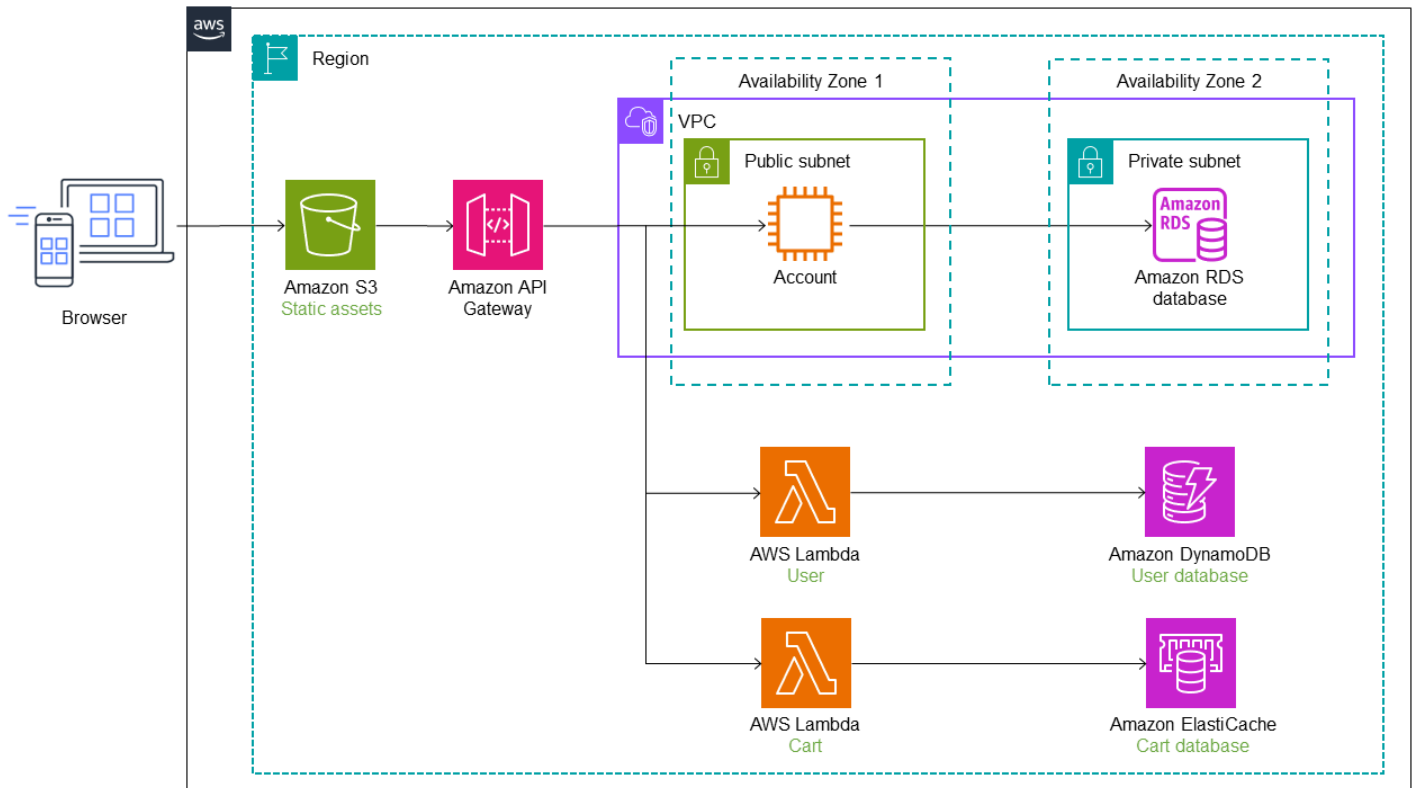 aws
Region
Availability Zone 1
Availability Zone 2
VPC
Public subnet
Private subnet
Amazon
RDS
Account
Amazon RDS
database
Amazon S3
Static assets
</>
Amazon API
Gateway
Browser
AWS Lambda
User
Amazon DynamoDB
User database
AWS Lambda
Cart
Amazon ElastiCache
Cart database